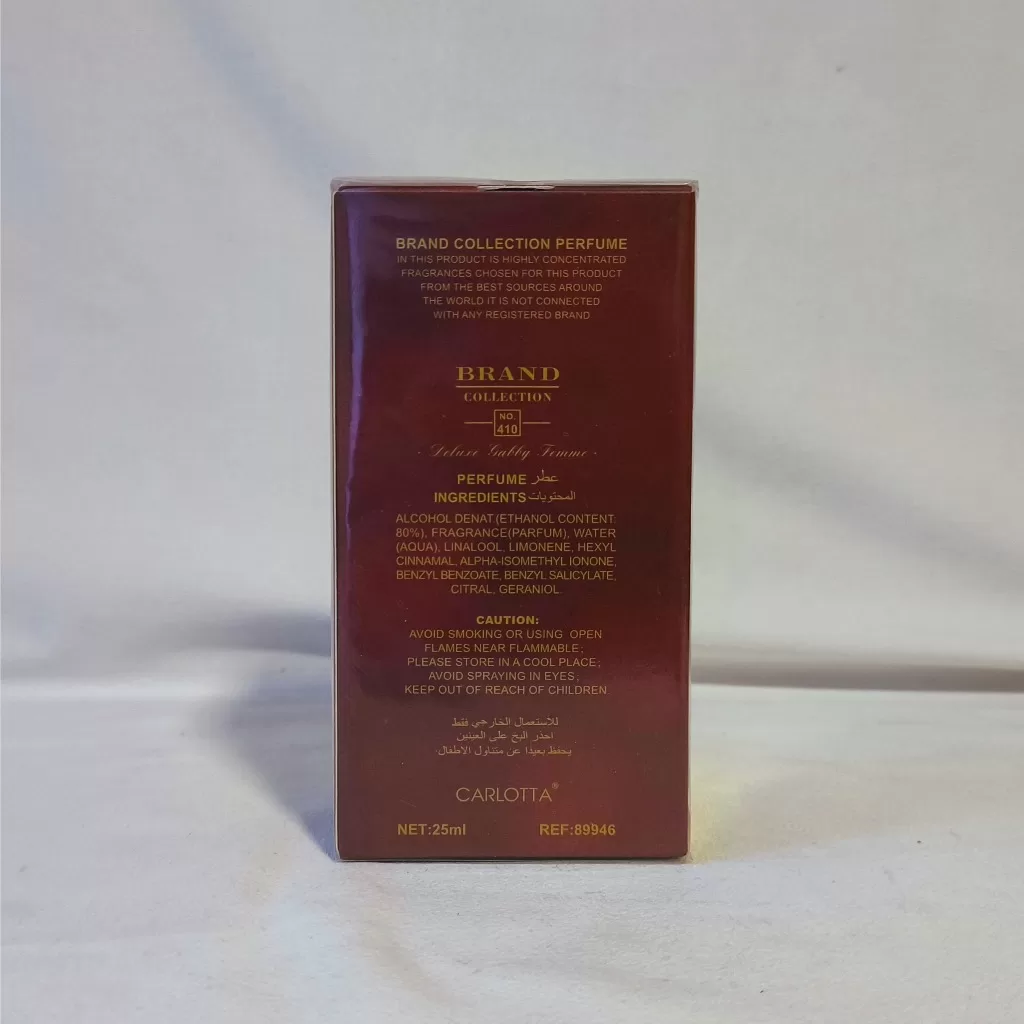 BRAND COLLECTION PERFUME
IN THIS PRODUCT IS HIGHLY CONCENTRATED
FRAGRANCES CHOSEN FOR THIS PRODUCT
FROM THE BEST SOURCES AROUND
THE WORLD IT IS NOT CONNECTED
WITH ANY REGISTERED BRAND
BRAND
COLLECTION
NO.
410
Deluxe Gabby Femme
PERFUME عطر
INGREDIENTS المحتويات
ALCOHOL DENAT (ETHANOL CONTENT:
80%), FRAGRANCE(PARFUM), WATER
(AQUA), LINALOOL, LIMONENE, HEXYL
CINNAMAL, ALPHA-ISOMETHYL IONONE,
BENZYL BENZOATE, BENZYL SALICYLATE,
CITRAL, GERANIOL.
CAUTION:
AVOID SMOKING OR USING OPEN
FLAMES NEAR FLAMMABLE;
PLEASE STORE IN A COOL PLACE;
AVOID SPRAYING IN EYES;
KEEP OUT OF REACH OF CHILDREN.
للاستعمال الخارجي فقط
احذر البخ على العينين
يحفظ بعيدا عن متناول الاطفال.
CARLOTTA®
NET:25ml REF:89946